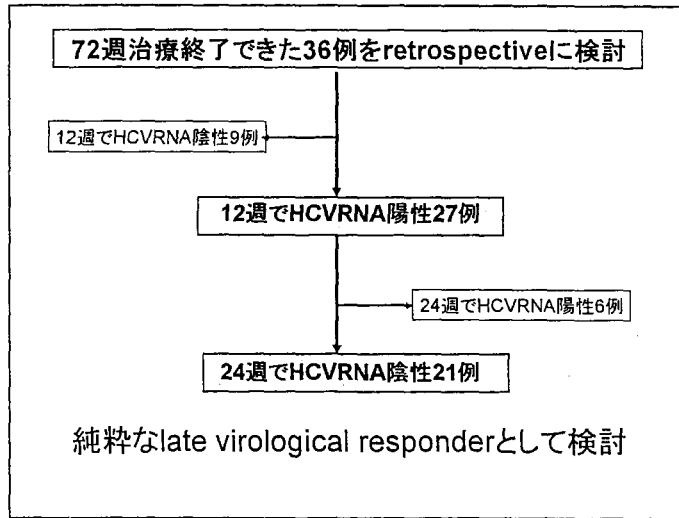 72週治療終了できた36例をretrospectiveに検討
12週でHCVRNA陰性9例
12週でHCVRNA陽性27例
24週でHCVRNA陽性6例
24週でHCVRNA陰性21例
純粋なlate virological responderとして検討